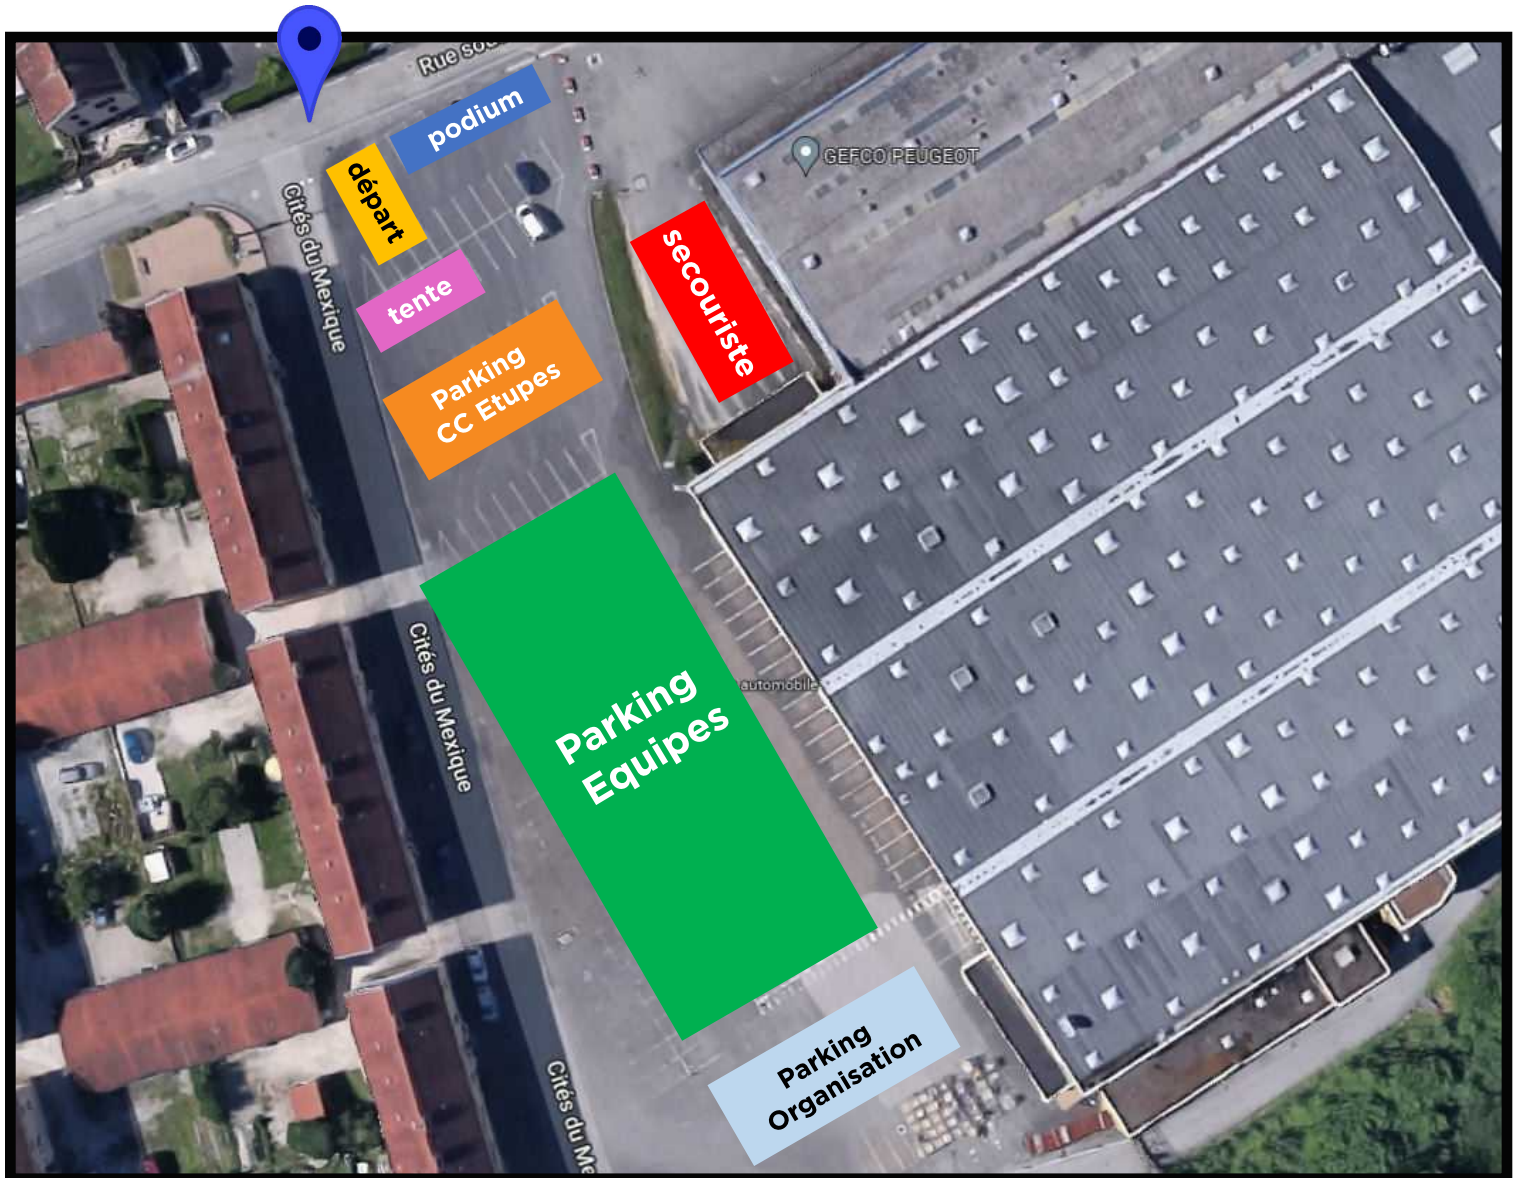 Rue sou
podium
GEFCO PEUGEOT
départ
Cités du Mexique
secouriste
tente
Parking
CC Etupes
Cités du Mexique
automobile
Parking
Equipes
Parking
Organisation
Cités du Me